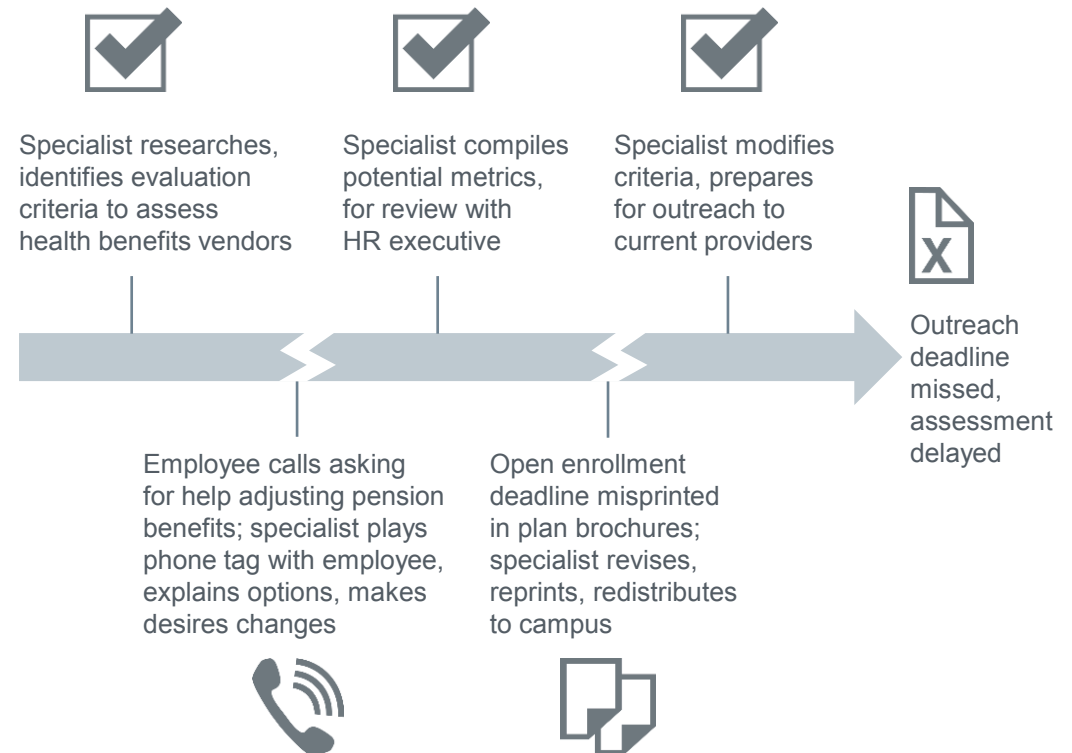 Specialist researches,
identifies evaluation
criteria to assess
health benefits vendors
Specialist compiles
potential metrics,
for review with
HR executive
Specialist modifies
criteria, prepares
for outreach to
current providers
X
Outreach
deadline
missed,
assessment
delayed
Employee calls asking
for help adjusting pension
benefits; specialist plays
phone tag with employee,
explains options, makes
desires changes
Open enrollment
deadline misprinted
in plan brochures;
specialist revises,
reprints, redistributes
to campus